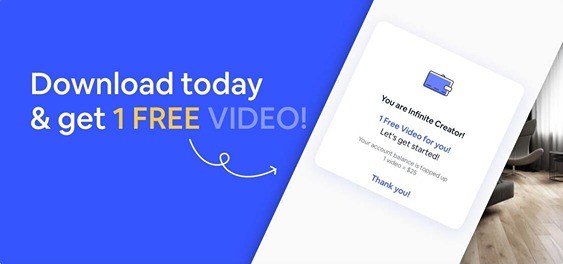 Download today
& get 1 FREE VIDEO!
You are Infinite Creator!
1 Free Video for you!
Let's get started!
Your account balance is topped up
1 video = $25
Thank you!